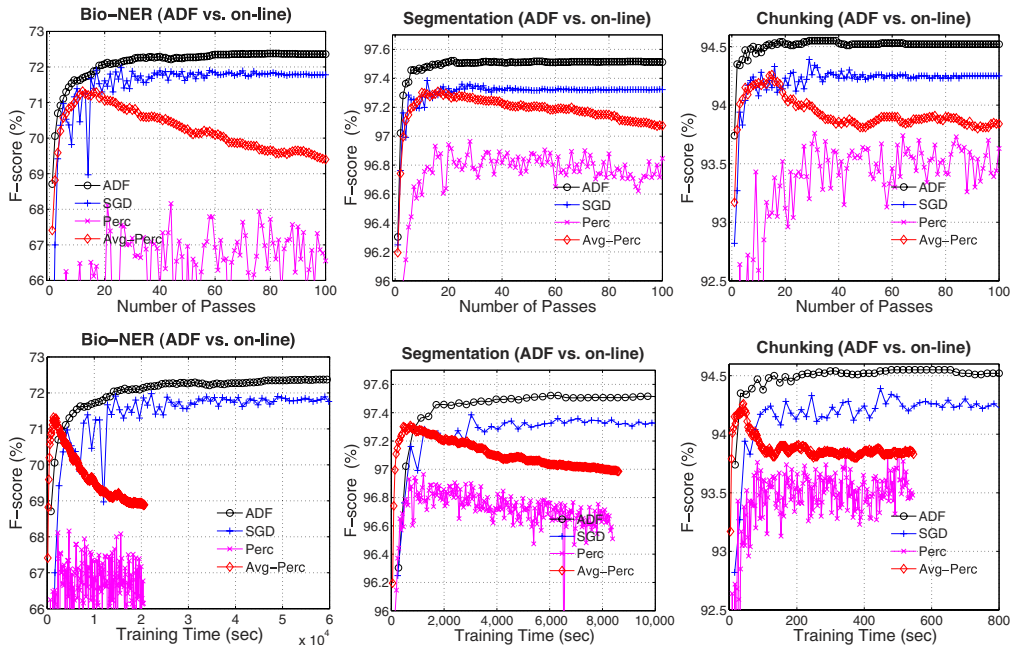 Bio−NER (ADF vs. on−line)
73
72
71
70
69
68
67
66
F−score (%)
ADF
SGD
Perc
Avg−Perc
0 20 40 60 80 100
Number of Passes
Segmentation (ADF vs. on−line)
97.6
97.4
97.2
97
96.8
96.6
96.4
96.2
96
F−score (%)
ADF
SGD
Perc
Avg−Perc
0 20 40 60 80 100
Number of Passes
Chunking (ADF vs. on−line)
94.5
94
93.5
93
92.5
F−score (%)
ADF
SGD
Perc
Avg−Perc
0 20 40 60 80 100
Number of Passes
Bio−NER (ADF vs. on−line)
73
72
71
70
69
68
67
66
F−score (%)
ADF
SGD
Perc
Avg−Perc
0 1 2 3 4 5 6
Training Time (sec)
x 10^4
Segmentation (ADF vs. on−line)
97.6
97.4
97.2
97
96.8
96.6
96.4
96.2
96
F−score (%)
ADF
SGD
Perc
Avg−Perc
0 2,000 4,000 6,000 8,000 10,000
Training Time (sec)
Chunking (ADF vs. on−line)
94.5
94
93.5
93
92.5
F−score (%)
ADF
SGD
Perc
Avg−Perc
0 200 400 600 800
Training Time (sec)